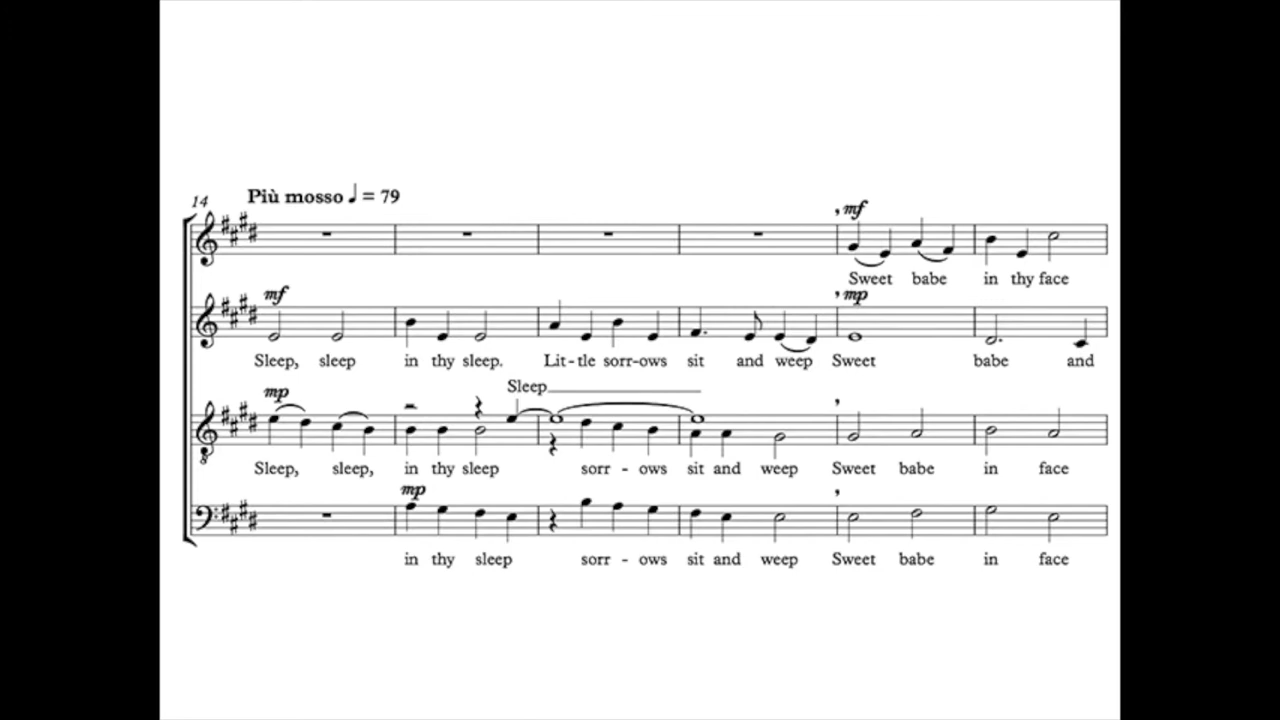 14 Più mosso ♩ = 79
mf
Sweet babe in thy face
mf mp
Sleep, sleep in thy sleep. Lit-tle sorr-ows sit and weep Sweet babe and
Sleep
mp
Sleep, sleep, in thy sleep sorr - ows sit and weep Sweet babe in face
mp
in thy sleep sorr - ows sit and weep Sweet babe in face